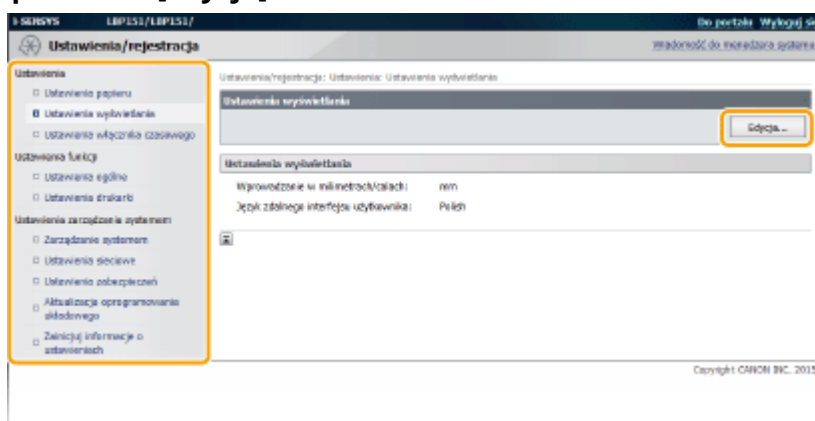 i-SENSYS LBP151/LBP151/ Do portalu Wyloguj si
Ustawienia/rejestracja Wiadomość do menedżera systemu
Ustawienia
Ustawienia papieru
Ustawienia wyświetlania
Ustawienia włącznika czasowego
Ustawienia funkcji
Ustawienia ogólne
Ustawienia drukarki
Ustawienia zarządzania systemem
Zarządzanie systemem
Ustawienia sieciowe
Ustawienia zabezpieczeń
Aktualizacja oprogramowania
układowego
Zainicjuj informacje o
ustawieniach
Ustawienia/rejestracja: Ustawienia: Ustawienia wyświetlania
Ustawienia wyświetlania
Edycja...
Ustawienia wyświetlania
Wprowadzanie w milimetrach/calach: mm
Język zdalnego interfejsu użytkownika: Polish
Copyright CANON INC. 2015